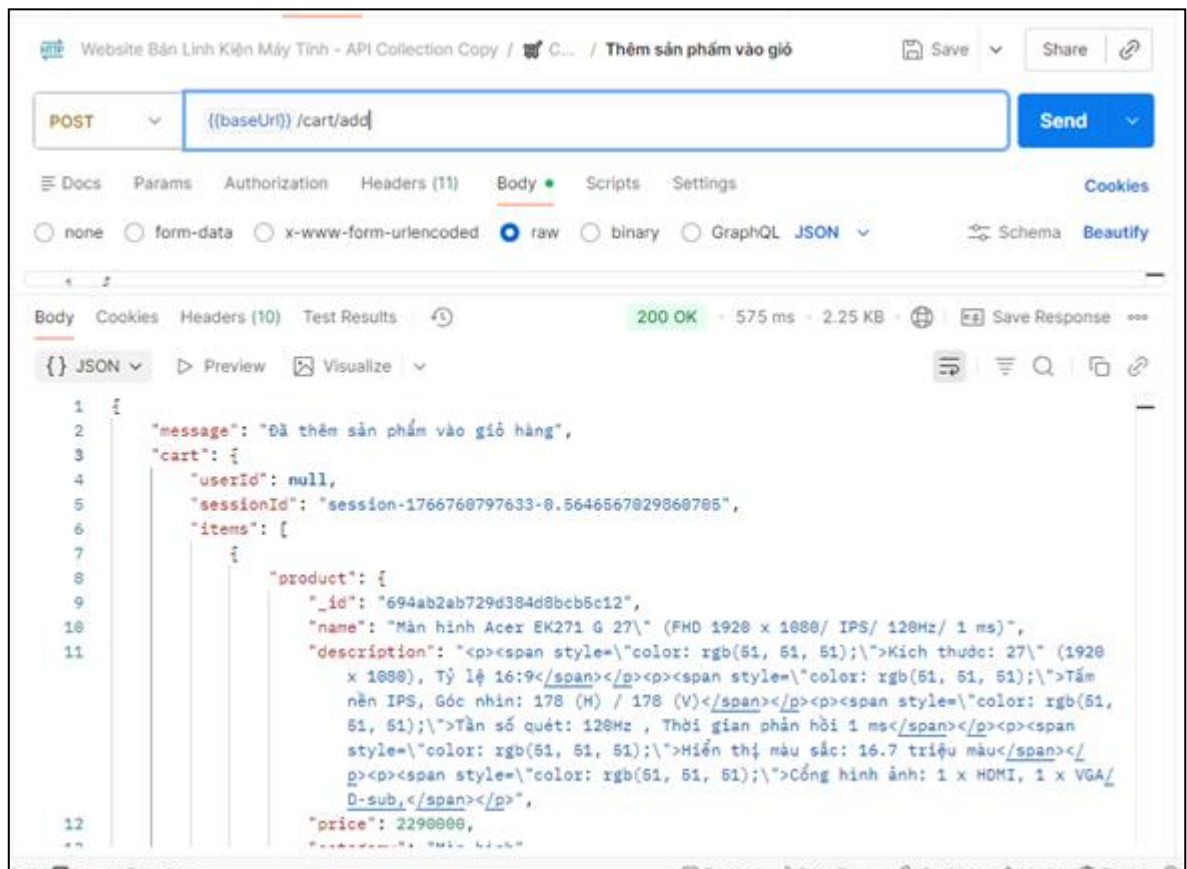 HTTP Website Bán Linh Kiện Máy Tính - API Collection Copy / C... / Thêm sản phẩm vào giỏ Save Share
POST {{baseUrl}} /cart/add Send
Docs Params Authorization Headers (11) Body Scripts Settings Cookies
none form-data x-www-form-urlencoded raw binary GraphQL JSON Schema Beautify
Body Cookies Headers (10) Test Results 200 OK 575 ms 2.25 KB Save Response
{} JSON Preview Visualize
1 {
2 "message": "Đã thêm sản phẩm vào giỏ hàng",
3 "cart": {
4 "userId": null,
5 "sessionId": "session-1766760797633-0.5646567029860705",
6 "items": [
7 {
8 "product": {
9 "_id": "694ab2ab729d384d8bcb5c12",
10 "name": "Màn hình Acer EK271 G 27\" (FHD 1920 x 1080/ IPS/ 120Hz/ 1 ms)",
11 "description": "<p><span style=\"color: rgb(51, 51, 51);\">Kích thước: 27\" (1920
x 1080), Tỷ lệ 16:9</span></p><p><span style=\"color: rgb(51, 51, 51);\">Tấm
nền IPS, Góc nhìn: 178 (H) / 178 (V)</span></p><p><span style=\"color: rgb(51,
51, 51);\">Tần số quét: 120Hz , Thời gian phản hồi 1 ms</span></p><p><span
style=\"color: rgb(51, 51, 51);\">Hiển thị màu sắc: 16.7 triệu màu</span></
p><p><span style=\"color: rgb(51, 51, 51);\">Cổng hình ảnh: 1 x HDMI, 1 x VGA/
D-sub,</span></p>",
12 "price": 2290000,